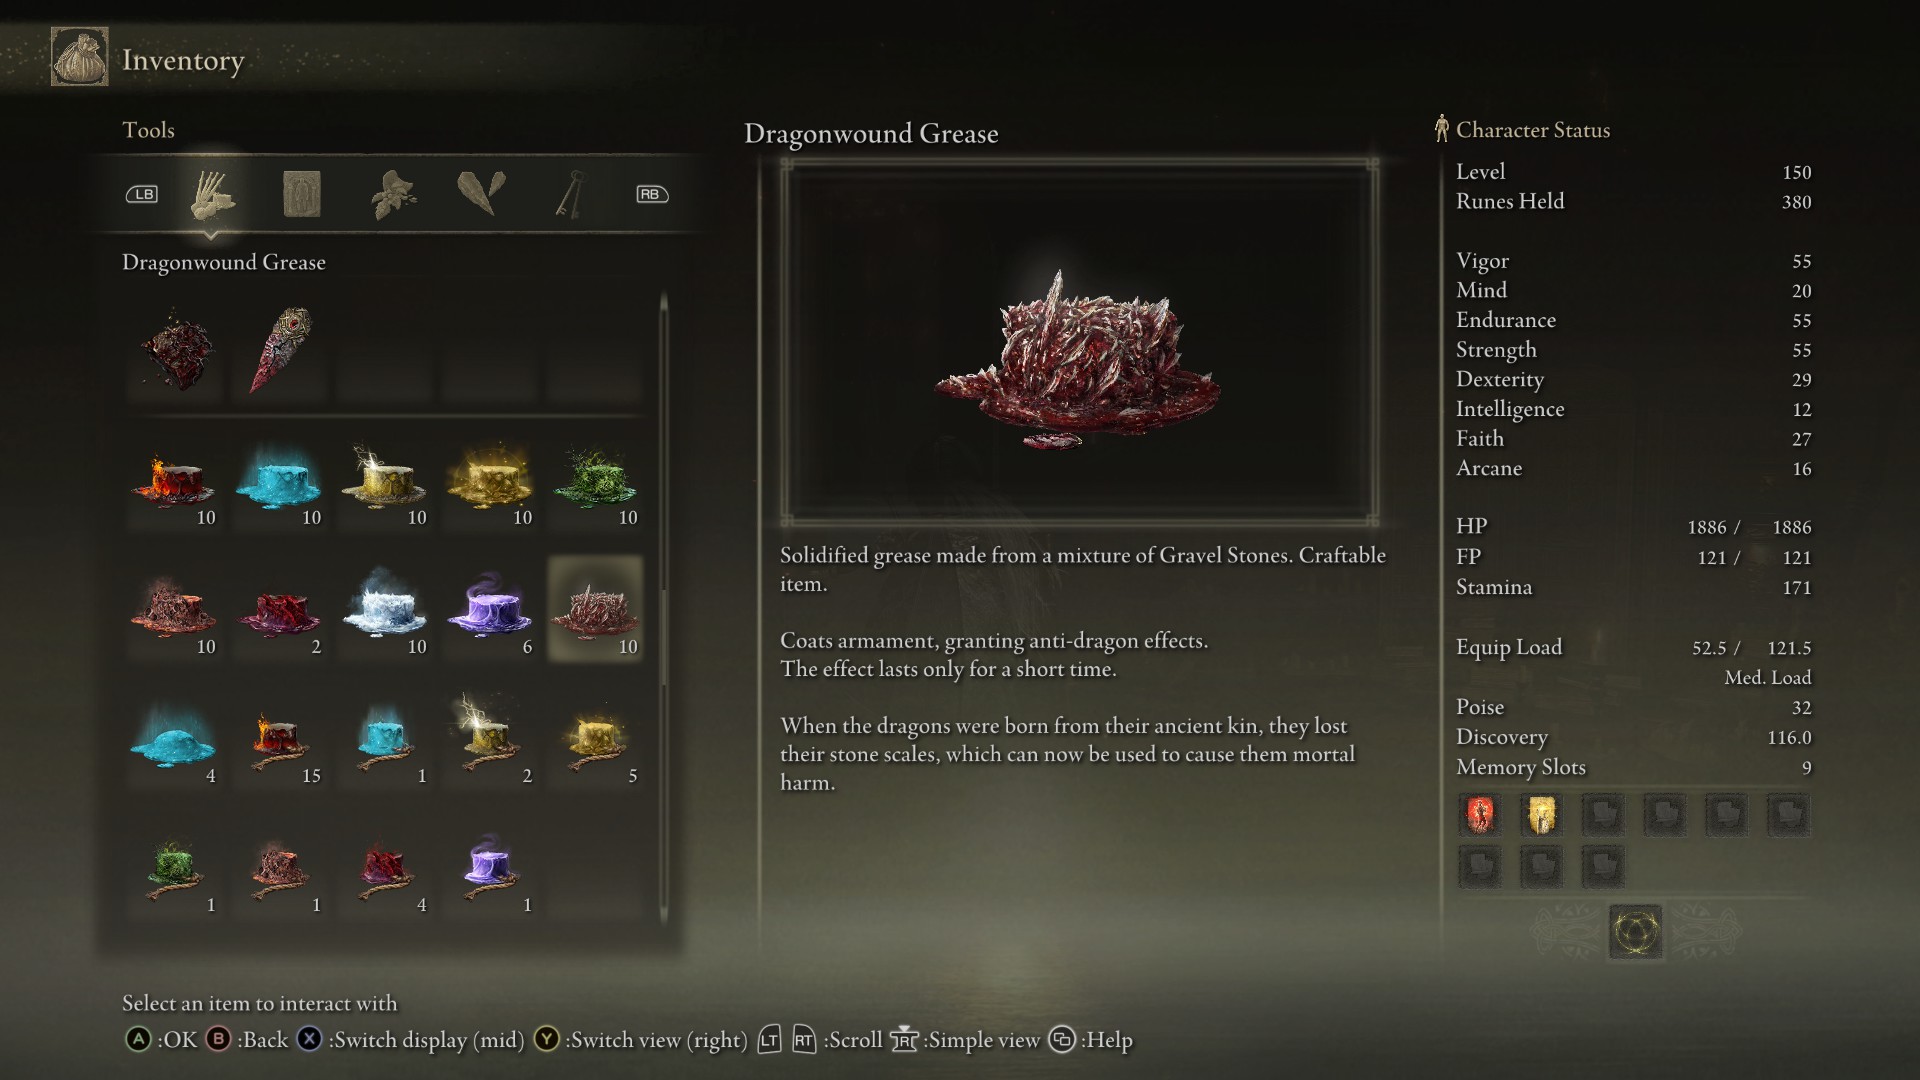 Inventory
Tools
LB
RB
Dragonwound Grease
10 10 10 10 10
10 2 10 6 10
4 15 1 2 5
1 1 4 1
Dragonwound Grease
Solidified grease made from a mixture of Gravel Stones. Craftable
item.
Coats armament, granting anti-dragon effects.
The effect lasts only for a short time.
When the dragons were born from their ancient kin, they lost
their stone scales, which can now be used to cause them mortal
harm.
Character Status
Level 150
Runes Held 380
Vigor 55
Mind 20
Endurance 55
Strength 55
Dexterity 29
Intelligence 12
Faith 27
Arcane 16
HP 1886 / 1886
FP 121 / 121
Stamina 171
Equip Load 52.5 / 121.5
Med. Load
Poise 32
Discovery 116.0
Memory Slots 9
Select an item to interact with
A :OK B :Back X :Switch display (mid) Y :Switch view (right) LT RT :Scroll R :Simple view :Help